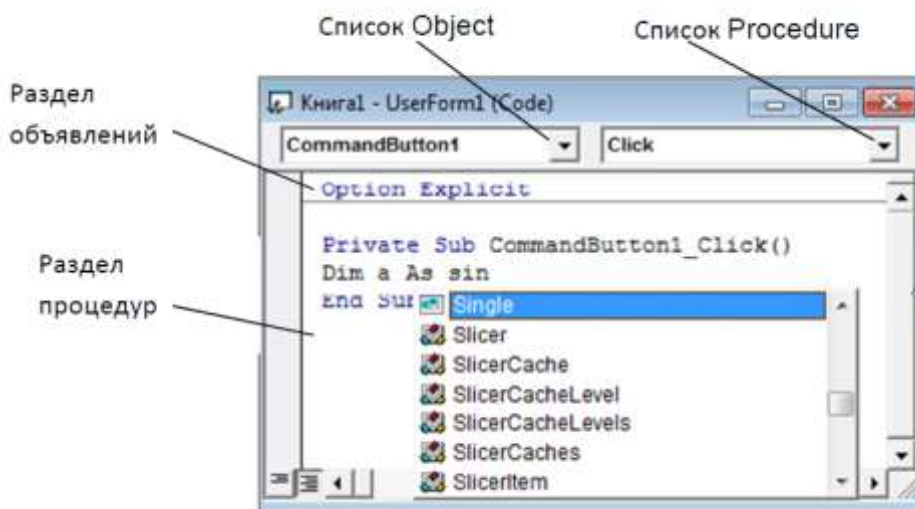 Список Object
Список Procedure
Раздел
объявлений
Книга1 - UserForm1 (Code)
CommandButton1
Click
Option Explicit
Private Sub CommandButton1_Click()
Dim a As sin
End Su
Раздел
процедур
Single
Slicer
SlicerCache
SlicerCacheLevel
SlicerCacheLevels
SlicerCaches
SlicerItem